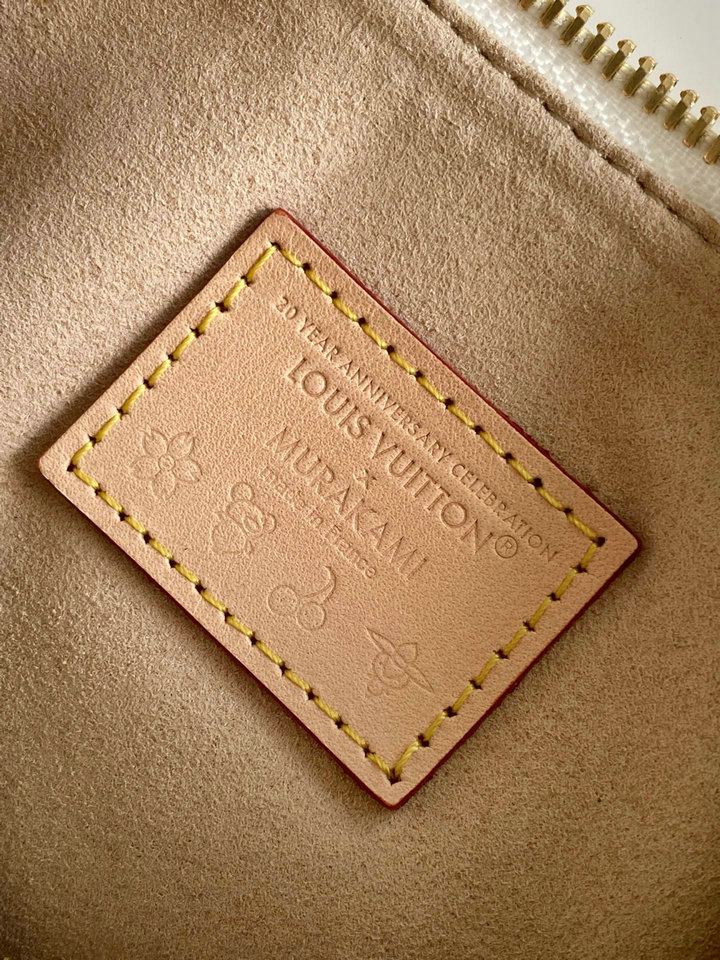 20 YEAR ANNIVERSARY CELEBRATION
LOUIS VUITTON®
×
MURAKAMI
made in France